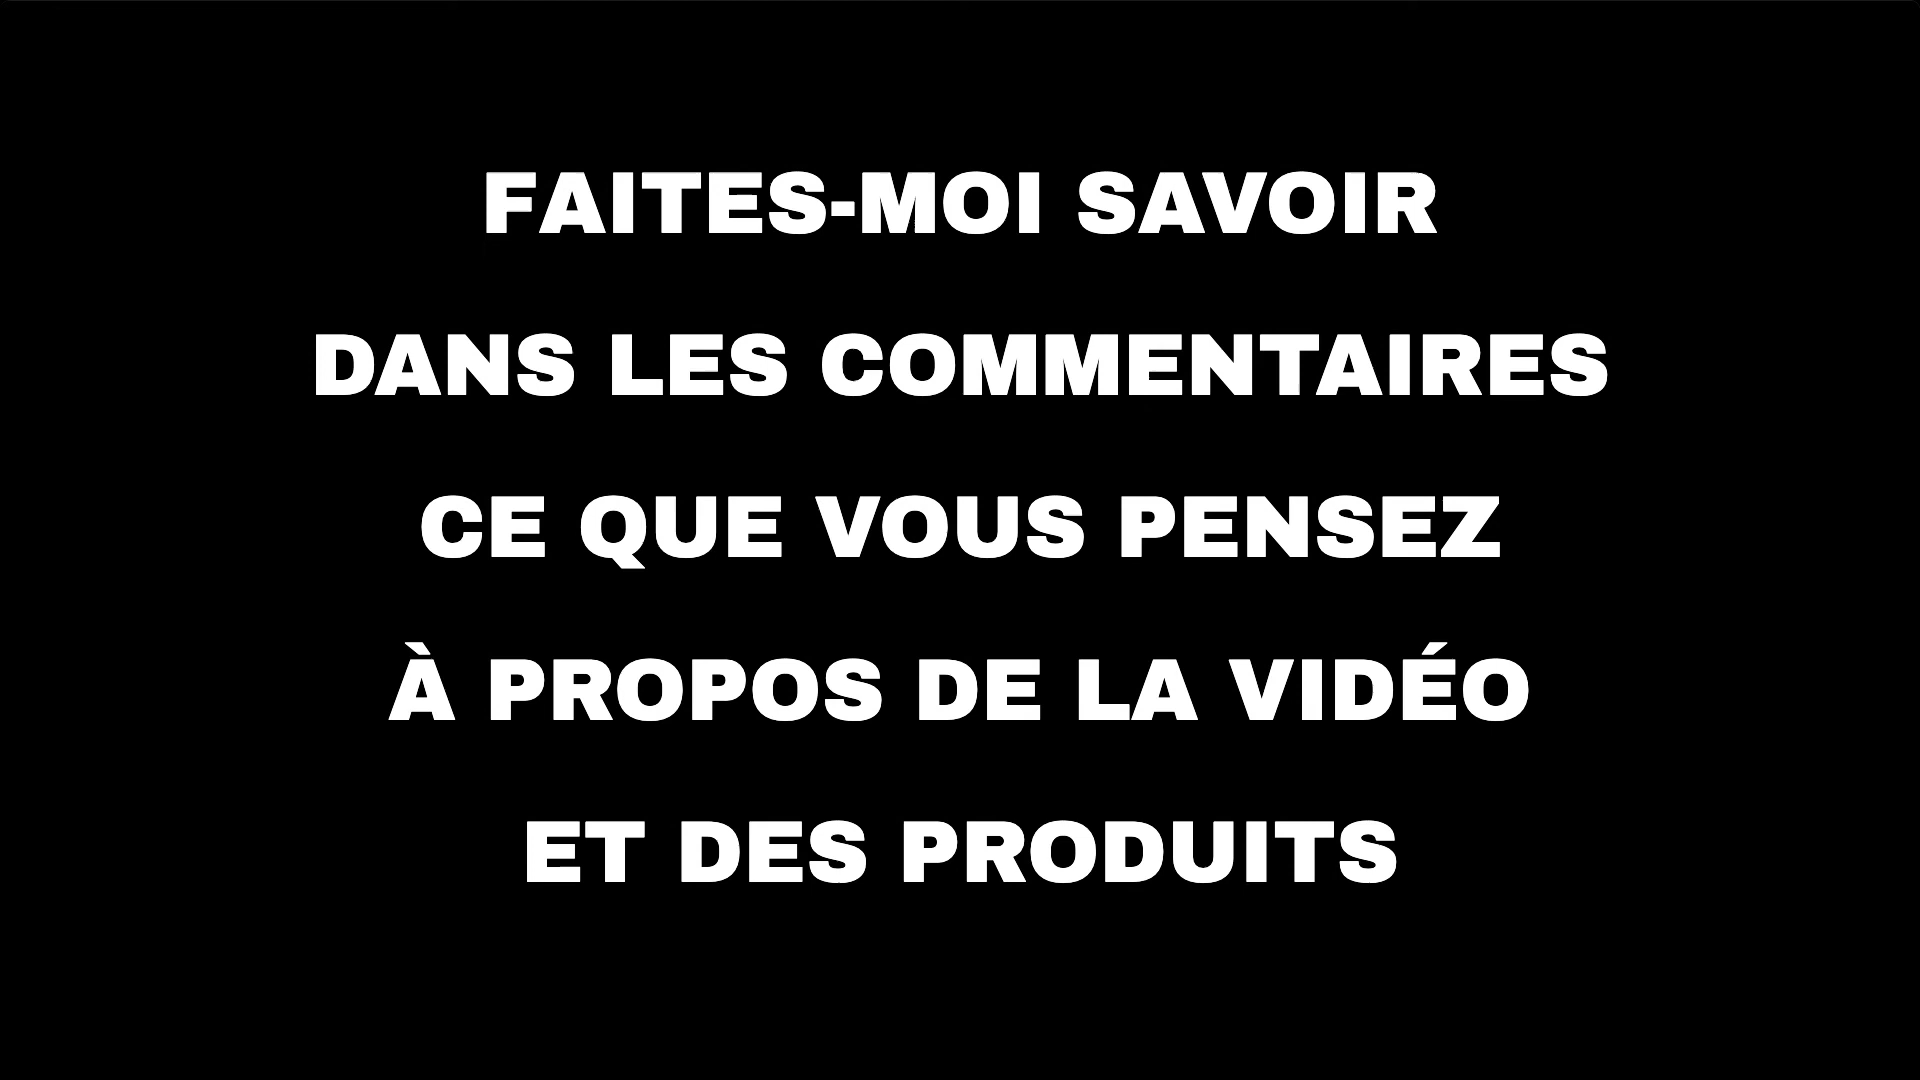 FAITES-MOI SAVOIR
DANS LES COMMENTAIRES
CE QUE VOUS PENSEZ
À PROPOS DE LA VIDÉO
ET DES PRODUITS